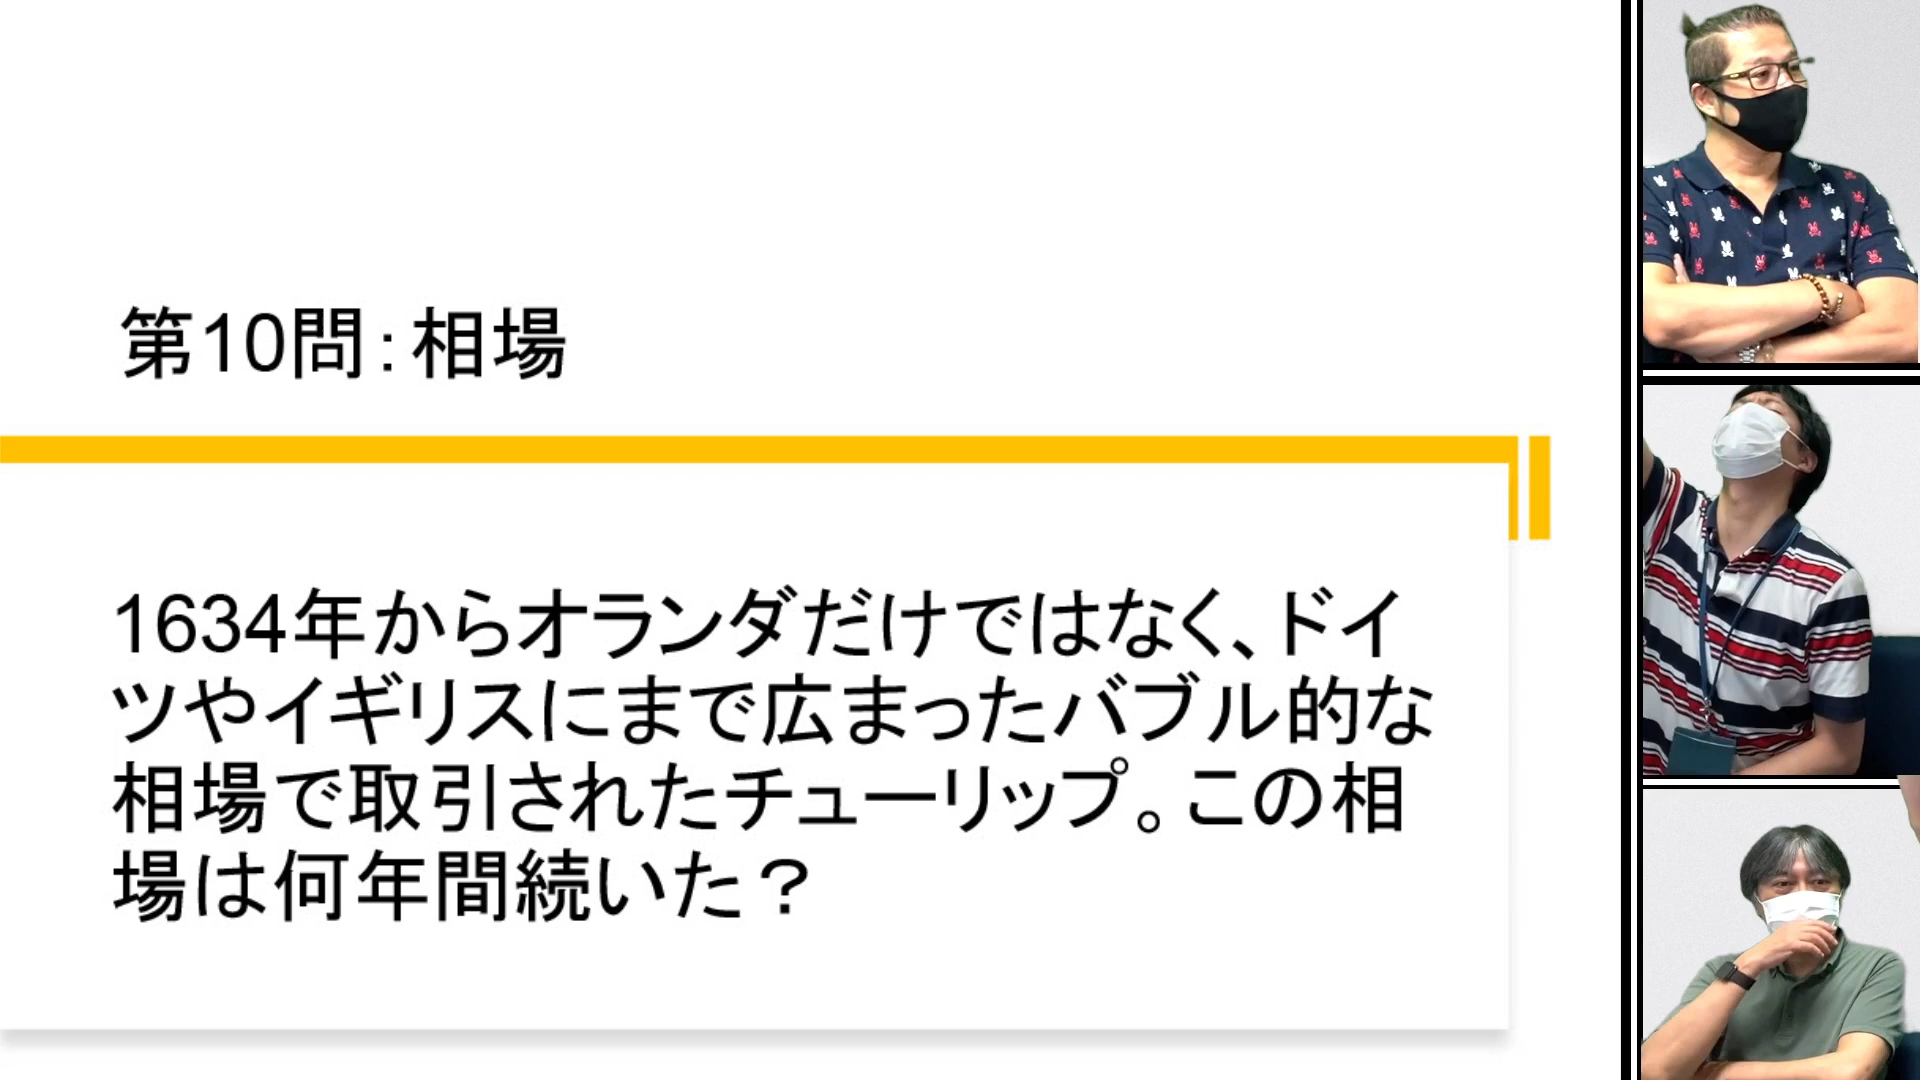 第10問：相場
1634年からオランダだけではなく、ドイ
ツやイギリスにまで広まったバブル的な
相場で取引されたチューリップ。この相
場は何年間続いた？